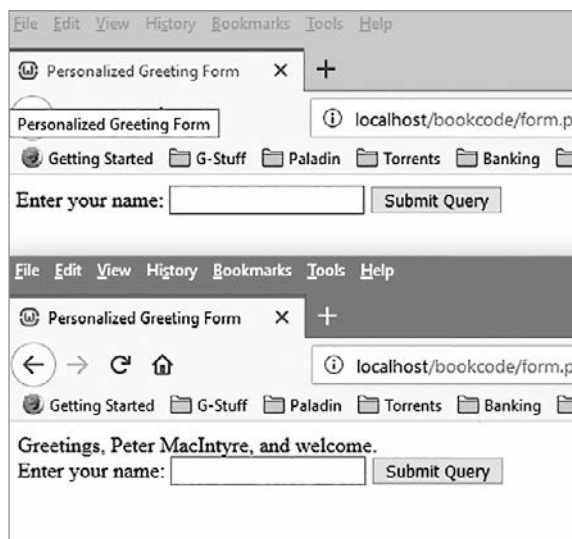 File Edit View History Bookmarks Tools Help
Personalized Greeting Form
Personalized Greeting Form
localhost/bookcode/form.p
Getting Started G-Stuff Paladin Torrents Banking
Enter your name: Submit Query
File Edit View History Bookmarks Tools Help
Personalized Greeting Form
localhost/bookcode/form.p
Getting Started G-Stuff Paladin Torrents Banking
Greetings, Peter MacIntyre, and welcome.
Enter your name: Submit Query